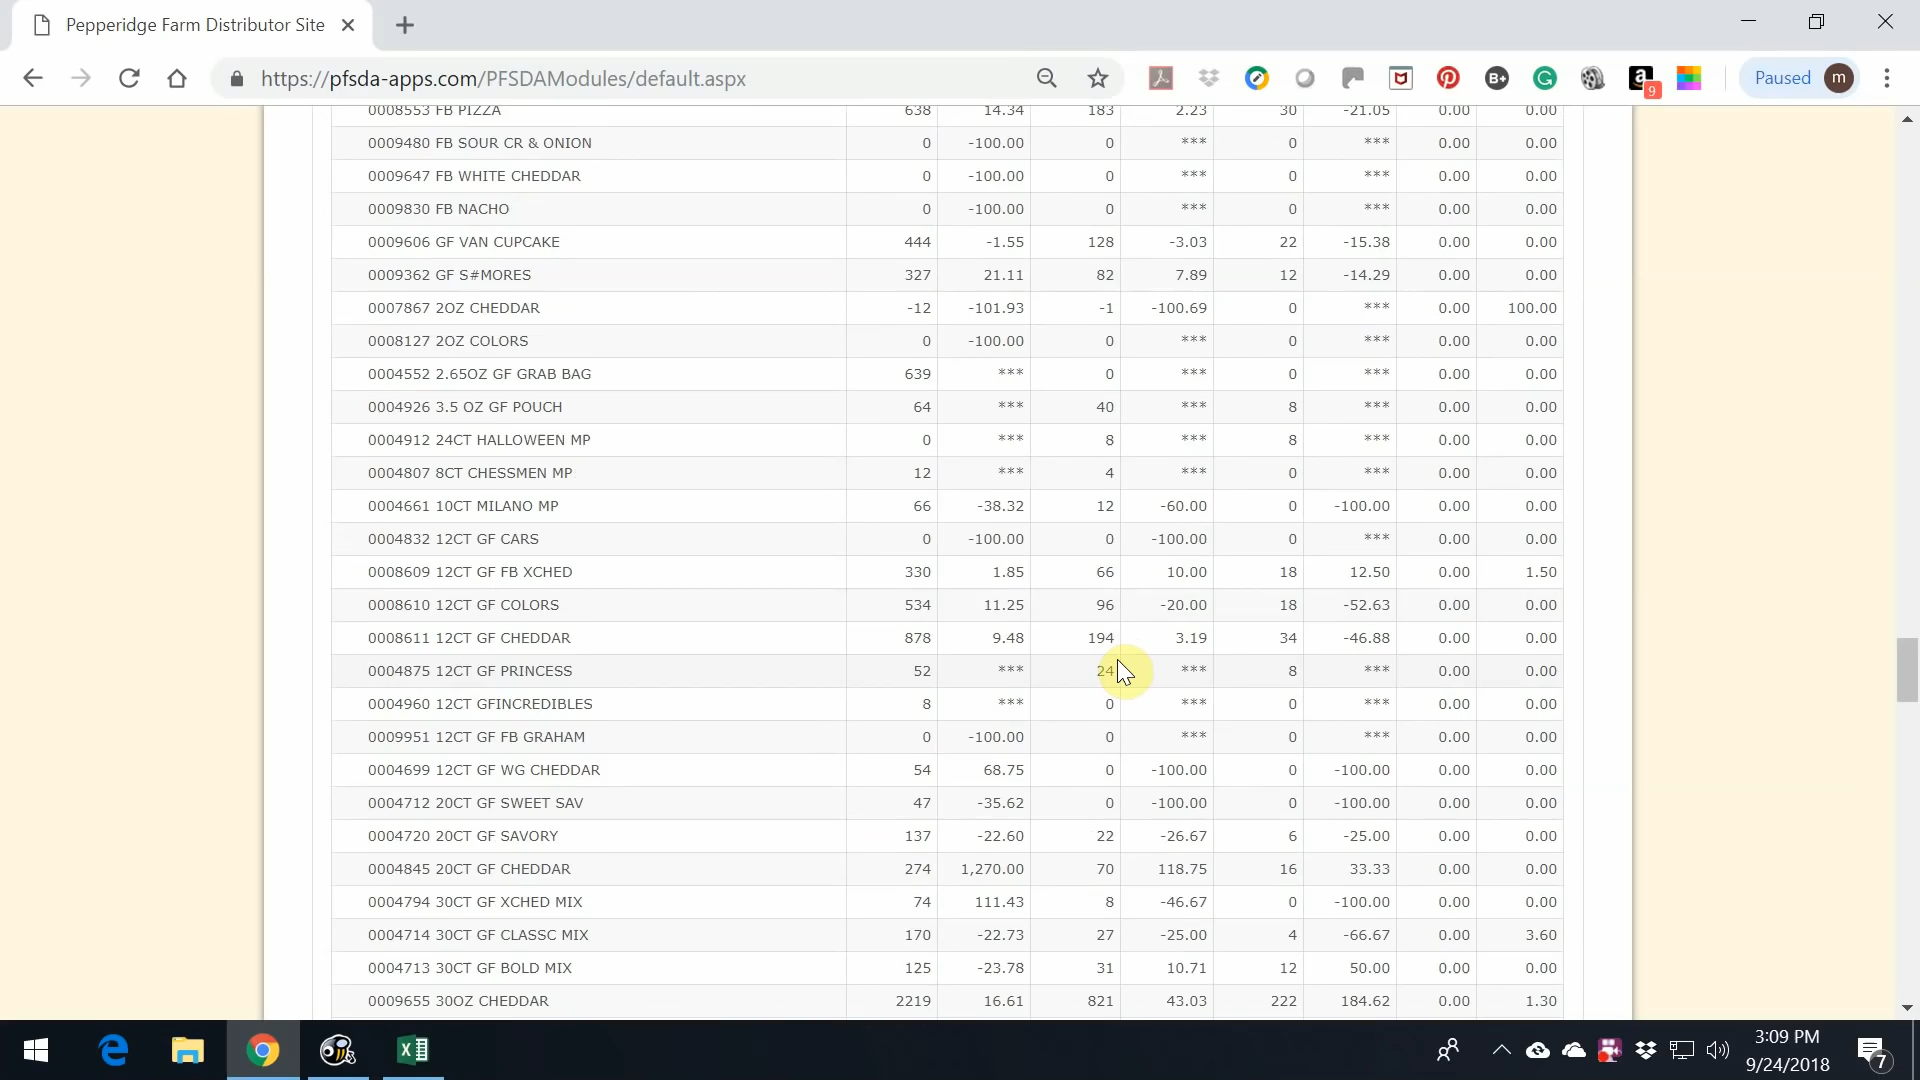 Pepperidge Farm Distributor Site
https://pfsda-apps.com/PFSDAModules/default.aspx
9
Paused m
0008553 FB PIZZA 638 14.34 183 2.23 30 -21.05 0.00 0.00
0009480 FB SOUR CR & ONION 0 -100.00 0 *** 0 *** 0.00 0.00
0009647 FB WHITE CHEDDAR 0 -100.00 0 *** 0 *** 0.00 0.00
0009830 FB NACHO 0 -100.00 0 *** 0 *** 0.00 0.00
0009606 GF VAN CUPCAKE 444 -1.55 128 -3.03 22 -15.38 0.00 0.00
0009362 GF S#MORES 327 21.11 82 7.89 12 -14.29 0.00 0.00
0007867 2OZ CHEDDAR -12 -101.93 -1 -100.69 0 *** 0.00 100.00
0008127 2OZ COLORS 0 -100.00 0 *** 0 *** 0.00 0.00
0004552 2.65OZ GF GRAB BAG 639 *** 0 *** 0 *** 0.00 0.00
0004926 3.5 OZ GF POUCH 64 *** 40 *** 8 *** 0.00 0.00
0004912 24CT HALLOWEEN MP 0 *** 8 *** 8 *** 0.00 0.00
0004807 8CT CHESSMEN MP 12 *** 4 *** 0 *** 0.00 0.00
0004661 10CT MILANO MP 66 -38.32 12 -60.00 0 -100.00 0.00 0.00
0004832 12CT GF CARS 0 -100.00 0 -100.00 0 *** 0.00 0.00
0008609 12CT GF FB XCHED 330 1.85 66 10.00 18 12.50 0.00 1.50
0008610 12CT GF COLORS 534 11.25 96 -20.00 18 -52.63 0.00 0.00
0008611 12CT GF CHEDDAR 878 9.48 194 3.19 34 -46.88 0.00 0.00
0004875 12CT GF PRINCESS 52 *** 24 *** 8 *** 0.00 0.00
0004960 12CT GFINCREDIBLES 8 *** 0 *** 0 *** 0.00 0.00
0009951 12CT GF FB GRAHAM 0 -100.00 0 *** 0 *** 0.00 0.00
0004699 12CT GF WG CHEDDAR 54 68.75 0 -100.00 0 -100.00 0.00 0.00
0004712 20CT GF SWEET SAV 47 -35.62 0 -100.00 0 -100.00 0.00 0.00
0004720 20CT GF SAVORY 137 -22.60 22 -26.67 6 -25.00 0.00 0.00
0004845 20CT GF CHEDDAR 274 1,270.00 70 118.75 16 33.33 0.00 0.00
0004794 30CT GF XCHED MIX 74 111.43 8 -46.67 0 -100.00 0.00 0.00
0004714 30CT GF CLASSC MIX 170 -22.73 27 -25.00 4 -66.67 0.00 3.60
0004713 30CT GF BOLD MIX 125 -23.78 31 10.71 12 50.00 0.00 0.00
0009655 30OZ CHEDDAR 2219 16.61 821 43.03 222 184.62 0.00 1.30
3:09 PM
9/24/2018
7